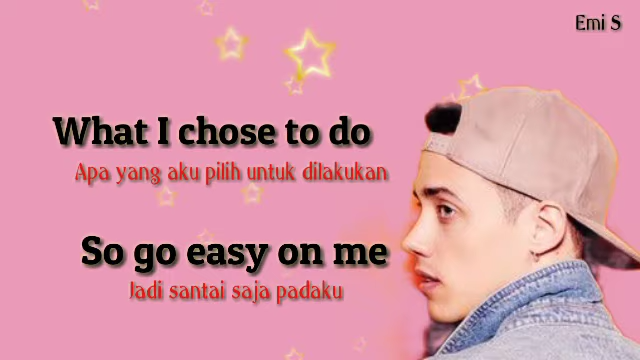 Emi S
What I chose to do
Apa yang aku pilih untuk dilakukan
So go easy on me
Jadi santai saja padaku